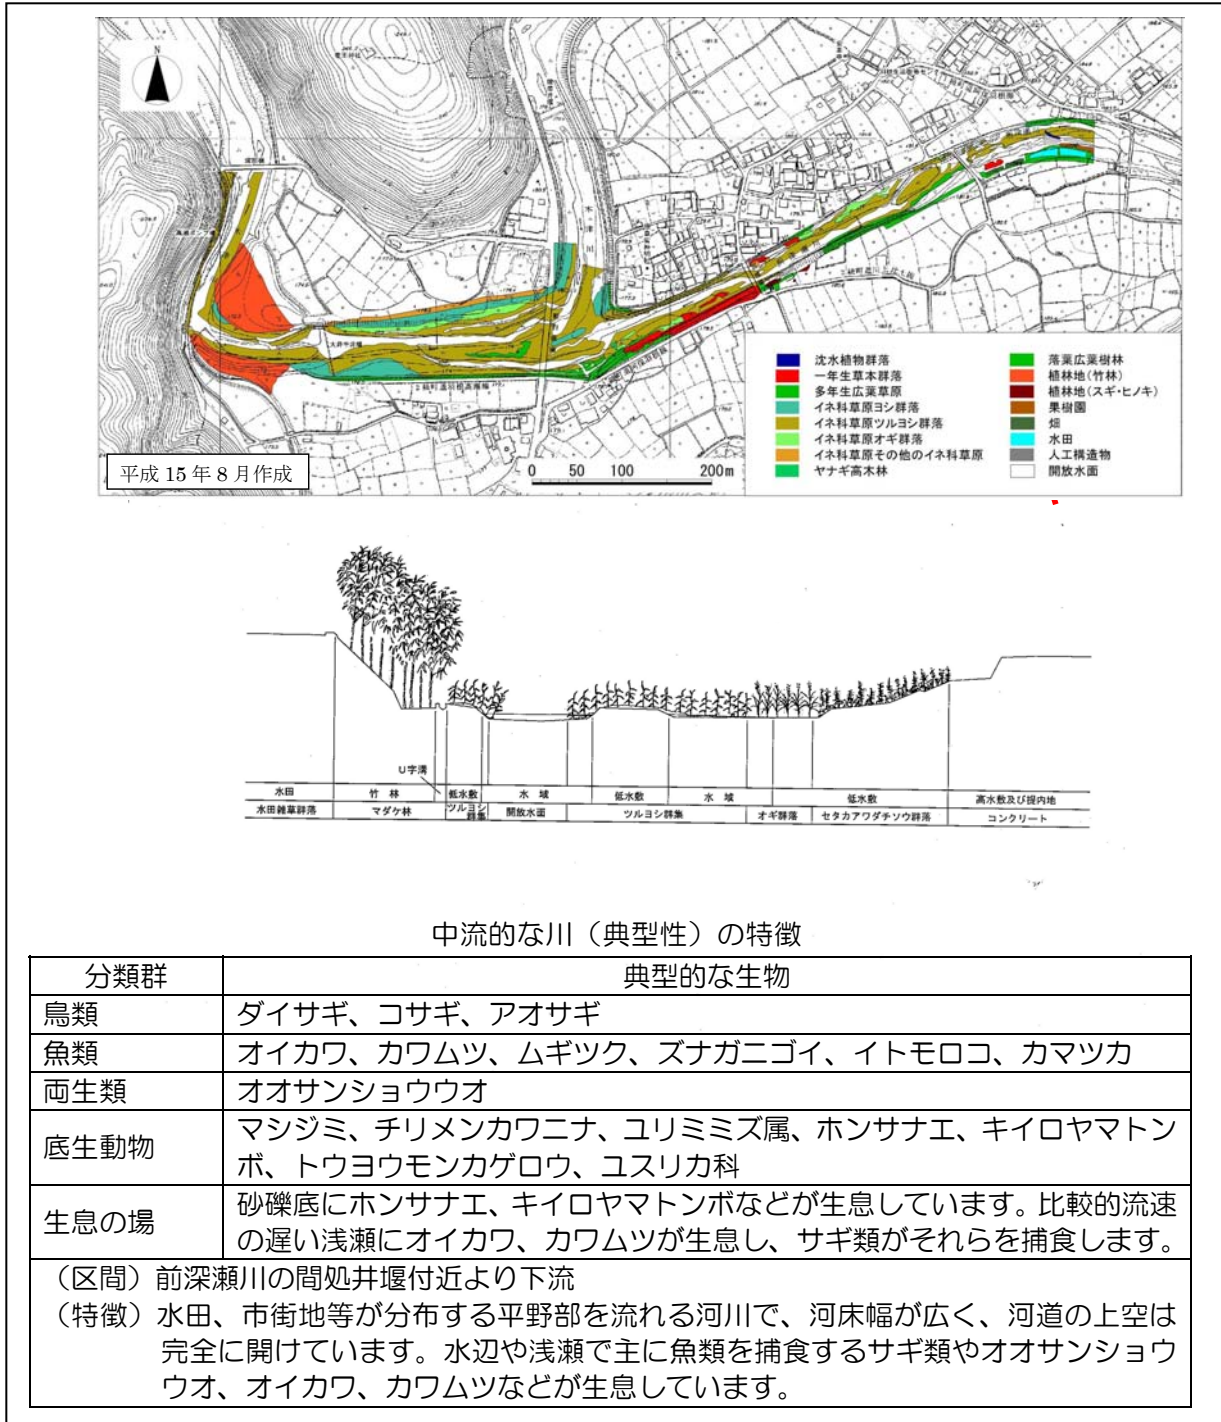 N
木津川
大井手井堰
平成 15 年 8 月作成
0 50 100 200m
沈水植物群落
一年生草本群落
多年生広葉草原
イネ科草原ヨシ群落
イネ科草原ツルヨシ群落
イネ科草原オギ群落
イネ科草原その他のイネ科草原
ヤナギ高木林
落葉広葉樹林
植林地(竹林)
植林地(スギ・ヒノキ)
果樹園
畑
水田
人工構造物
開放水面
U字溝
水田 竹 林 低水敷 水 域 低水敷 水 域 低水敷 高水敷及び堤内地
水田雑草群落 マダケ林 ツルヨシ群集 開放水面 ツルヨシ群集 オギ群落 セタカアワダチソウ群落 コンクリート
中流的な川（典型性）の特徴
分類群 典型的な生物
鳥類 ダイサギ、コサギ、アオサギ
魚類 オイカワ、カワムツ、ムギツク、ズナガニゴイ、イトモロコ、カマツカ
両生類 オオサンショウウオ
底生動物 マシジミ、チリメンカワニナ、ユリミミズ属、ホンサナエ、キイロヤマトン
ボ、トウヨウモンカゲロウ、ユスリカ科
生息の場 砂礫底にホンサナエ、キイロヤマトンボなどが生息しています。比較的流速
の遅い浅瀬にオイカワ、カワムツが生息し、サギ類がそれらを捕食します。
（区間）前深瀬川の間処井堰付近より下流
（特徴）水田、市街地等が分布する平野部を流れる河川で、河床幅が広く、河道の上空は
完全に開けています。水辺や浅瀬で主に魚類を捕食するサギ類やオオサンショウ
ウオ、オイカワ、カワムツなどが生息しています。